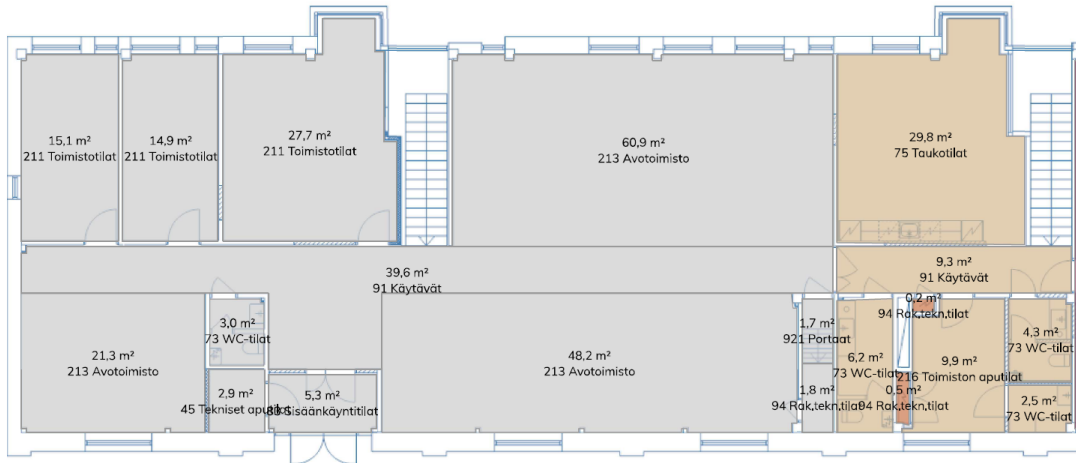 15,1 m²
211 Toimistotilat
14,9 m²
211 Toimistotilat
27,7 m²
211 Toimistotilat
60,9 m²
213 Avotoimisto
29,8 m²
75 Taukotilat
39,6 m²
91 Käytävät
9,3 m²
91 Käytävät
21,3 m²
213 Avotoimisto
3,0 m²
73 WC-tilat
2,9 m²
45 Tekniset aputilat
5,3 m²
Sisäänkäyntitilat
48,2 m²
213 Avotoimisto
1,7 m²
921 Portaat
1,8 m²
94 Rak.tekn.tilat
6,2 m²
73 WC-tilat
0,2 m²
94 Rak.tekn.tilat
0,5 m²
94 Rak.tekn.tilat
9,9 m²
216 Toimiston aputilat
4,3 m²
73 WC-tilat
2,5 m²
73 WC-tilat